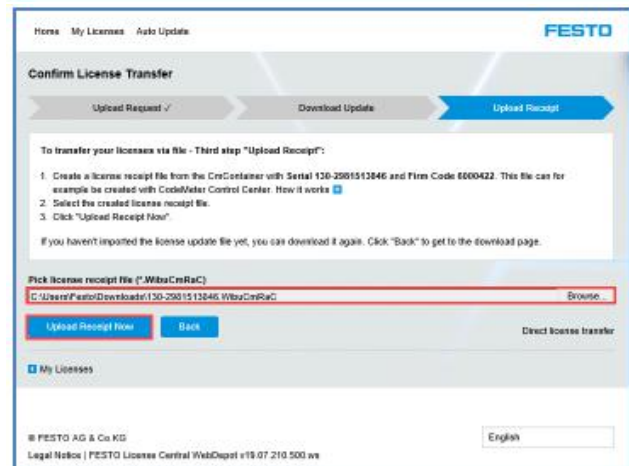 Home My Licenses Auto Update FESTO
Confirm License Transfer
Upload Request ✓ Download Update Upload Receipt
To transfer your licenses via file - Third step "Upload Receipt":
1. Create a license receipt file from the CmContainer with Serial 130-2981513846 and Firm Code 6000422. This file can for
example be created with CodeMeter Control Center. How it works
2. Select the created license receipt file.
3. Click "Upload Receipt Now".
If you haven't imported the license update file yet, you can download it again. Click "Back" to get to the download page.
Pick license receipt file (*.WibuCmRaC)
C:\Users\Festo\Downloads\130-2981513846.WibuCmRaC Browse...
Upload Receipt Now Back Direct license transfer
My Licenses
© FESTO AG & Co.KG English
Legal Notice | FESTO License Central WebDepot v19.07.210.500.ws